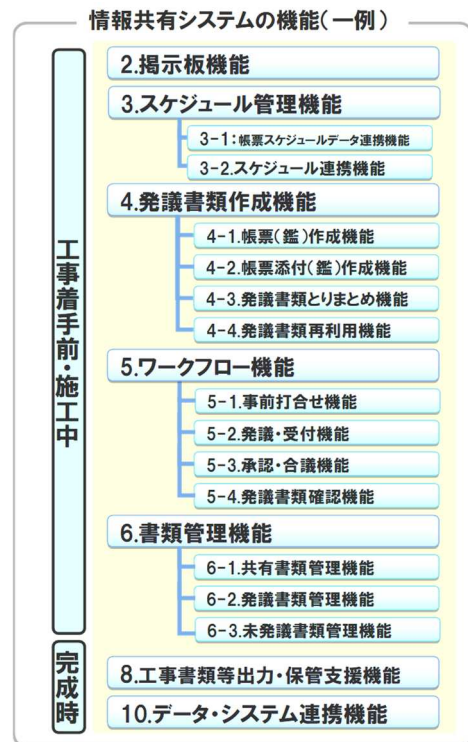 情報共有システムの機能(一例)
工事着手前・施工中
2.掲示板機能
3.スケジュール管理機能
3-1:帳票スケジュールデータ連携機能
3-2.スケジュール連携機能
4.発議書類作成機能
4-1.帳票(鑑)作成機能
4-2.帳票添付(鑑)作成機能
4-3.発議書類とりまとめ機能
4-4.発議書類再利用機能
5.ワークフロー機能
5-1.事前打合せ機能
5-2.発議・受付機能
5-3.承認・合議機能
5-4.発議書類確認機能
6.書類管理機能
6-1.共有書類管理機能
6-2.発議書類管理機能
6-3.未発議書類管理機能
完成時
8.工事書類等出力・保管支援機能
10.データ・システム連携機能